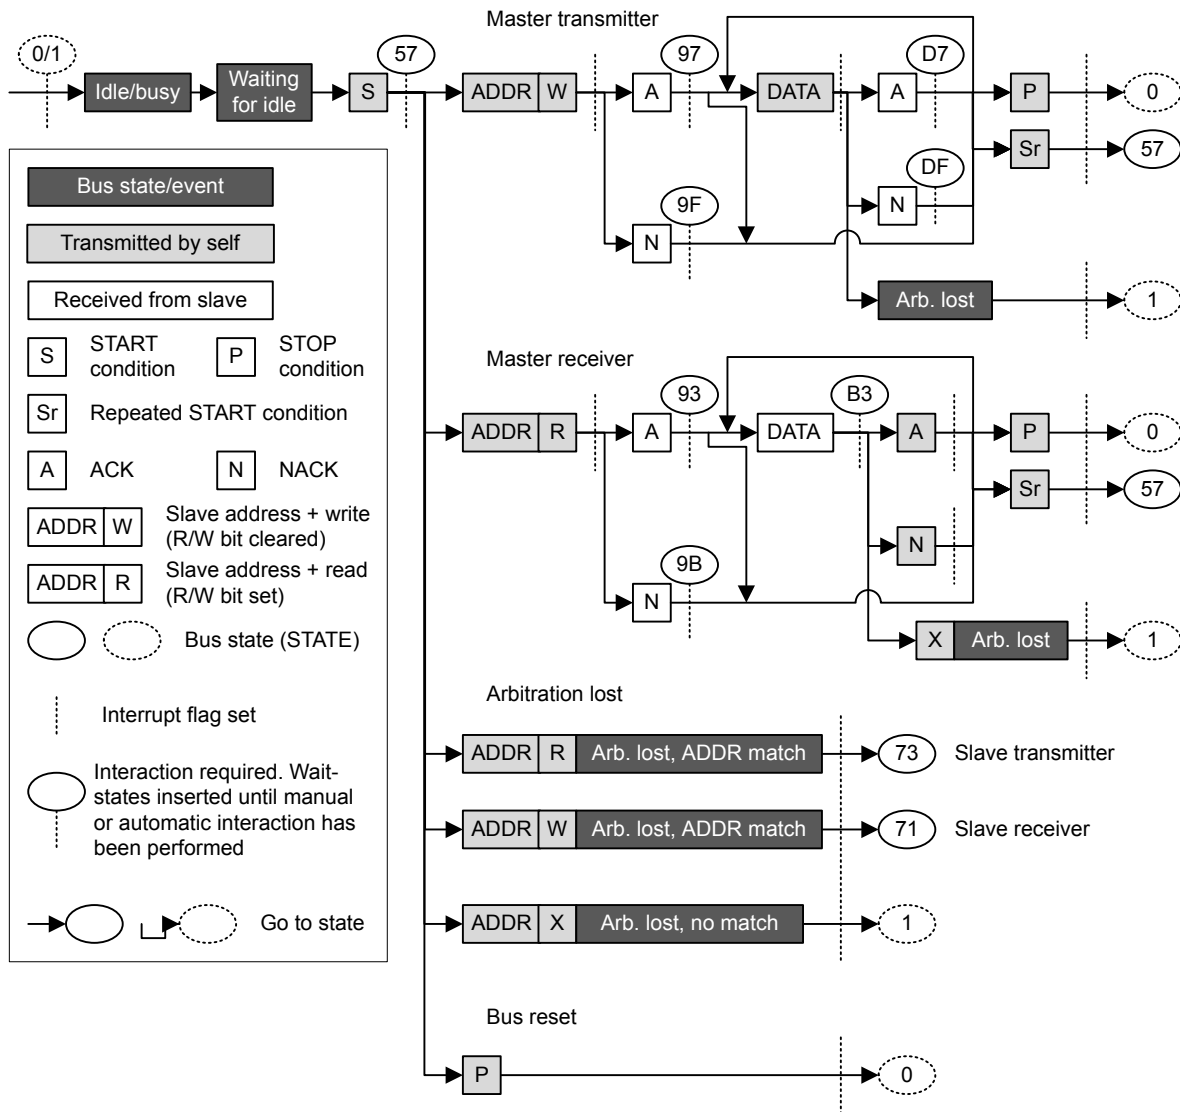 Master transmitter
0/1
57
97
D7
Idle/busy
Waiting
for idle
S
ADDR W
A
DATA
A
P
0
Sr
57
DF
N
9F
N
Arb. lost
1
Bus state/event
Transmitted by self
Received from slave
S
START
condition
P
STOP
condition
Sr
Repeated START condition
A
ACK
N
NACK
ADDR W
Slave address + write
(R/W bit cleared)
ADDR R
Slave address + read
(R/W bit set)
Bus state (STATE)
Interrupt flag set
Interaction required. Wait-
states inserted until manual
or automatic interaction has
been performed
Go to state
Master receiver
93
B3
ADDR R
A
DATA
A
P
0
Sr
57
N
9B
N
X Arb. lost
1
Arbitration lost
ADDR R Arb. lost, ADDR match
73
Slave transmitter
ADDR W Arb. lost, ADDR match
71
Slave receiver
ADDR X Arb. lost, no match
1
Bus reset
P
0